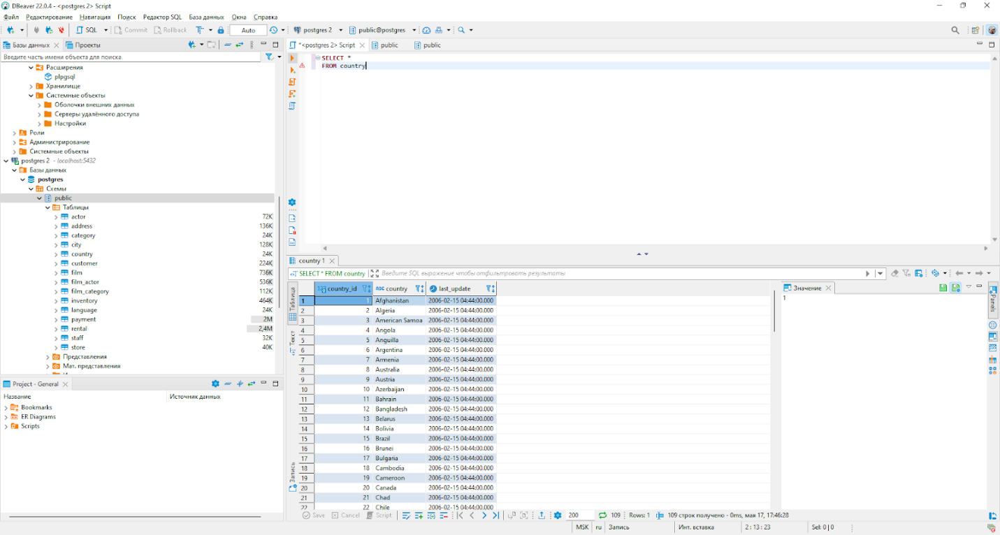 DBeaver 22.0.4 - <postgres 2> Script
Файл Редактирование Навигация Поиск Редактор SQL База данных Окна Справка
SQL Commit Rollback Auto postgres 2 public@postgres
Базы данных Проекты
Введите часть имени объекта для поиска
Расширения
plpgsql
Хранилище
Системные объекты
Оболочки внешних данных
Серверы удалённого доступа
Настройки
Роли
Администрирование
Системные объекты
postgres 2 - localhost:5432
Базы данных
postgres
Схемы
public
Таблицы
actor 72K
address 136K
category 24K
city 128K
country 24K
customer 224K
film 736K
film_actor 536K
film_category 112K
inventory 464K
language 24K
payment 2M
rental 2,4M
staff 32K
store 40K
Представления
Мат. представления
Project - General
Название Источник данных
Bookmarks
ER Diagrams
Scripts
*<postgres 2> Script public public
SELECT *
FROM country
country 1
SELECT * FROM country Введите SQL выражение чтобы отфильтровать результаты
Таблица
Текст
Запись
country_id ABC country last_update
1 1 Afghanistan 2006-02-15 04:44:00.000
2 2 Algeria 2006-02-15 04:44:00.000
3 3 American Samoa 2006-02-15 04:44:00.000
4 4 Angola 2006-02-15 04:44:00.000
5 5 Anguilla 2006-02-15 04:44:00.000
6 6 Argentina 2006-02-15 04:44:00.000
7 7 Armenia 2006-02-15 04:44:00.000
8 8 Australia 2006-02-15 04:44:00.000
9 9 Austria 2006-02-15 04:44:00.000
10 10 Azerbaijan 2006-02-15 04:44:00.000
11 11 Bahrain 2006-02-15 04:44:00.000
12 12 Bangladesh 2006-02-15 04:44:00.000
13 13 Belarus 2006-02-15 04:44:00.000
14 14 Bolivia 2006-02-15 04:44:00.000
15 15 Brazil 2006-02-15 04:44:00.000
16 16 Brunei 2006-02-15 04:44:00.000
17 17 Bulgaria 2006-02-15 04:44:00.000
18 18 Cambodia 2006-02-15 04:44:00.000
19 19 Cameroon 2006-02-15 04:44:00.000
20 20 Canada 2006-02-15 04:44:00.000
21 21 Chad 2006-02-15 04:44:00.000
22 22 Chile 2006-02-15 04:44:00.000
Значение
1
Panels
Save Cancel Script 200 109 Rows: 1 109 строк получено - 0ms, мая 17, 17:46:28
MSK ru Запись Инт. вставка 2 : 13 : 23 Sel: 0 | 0